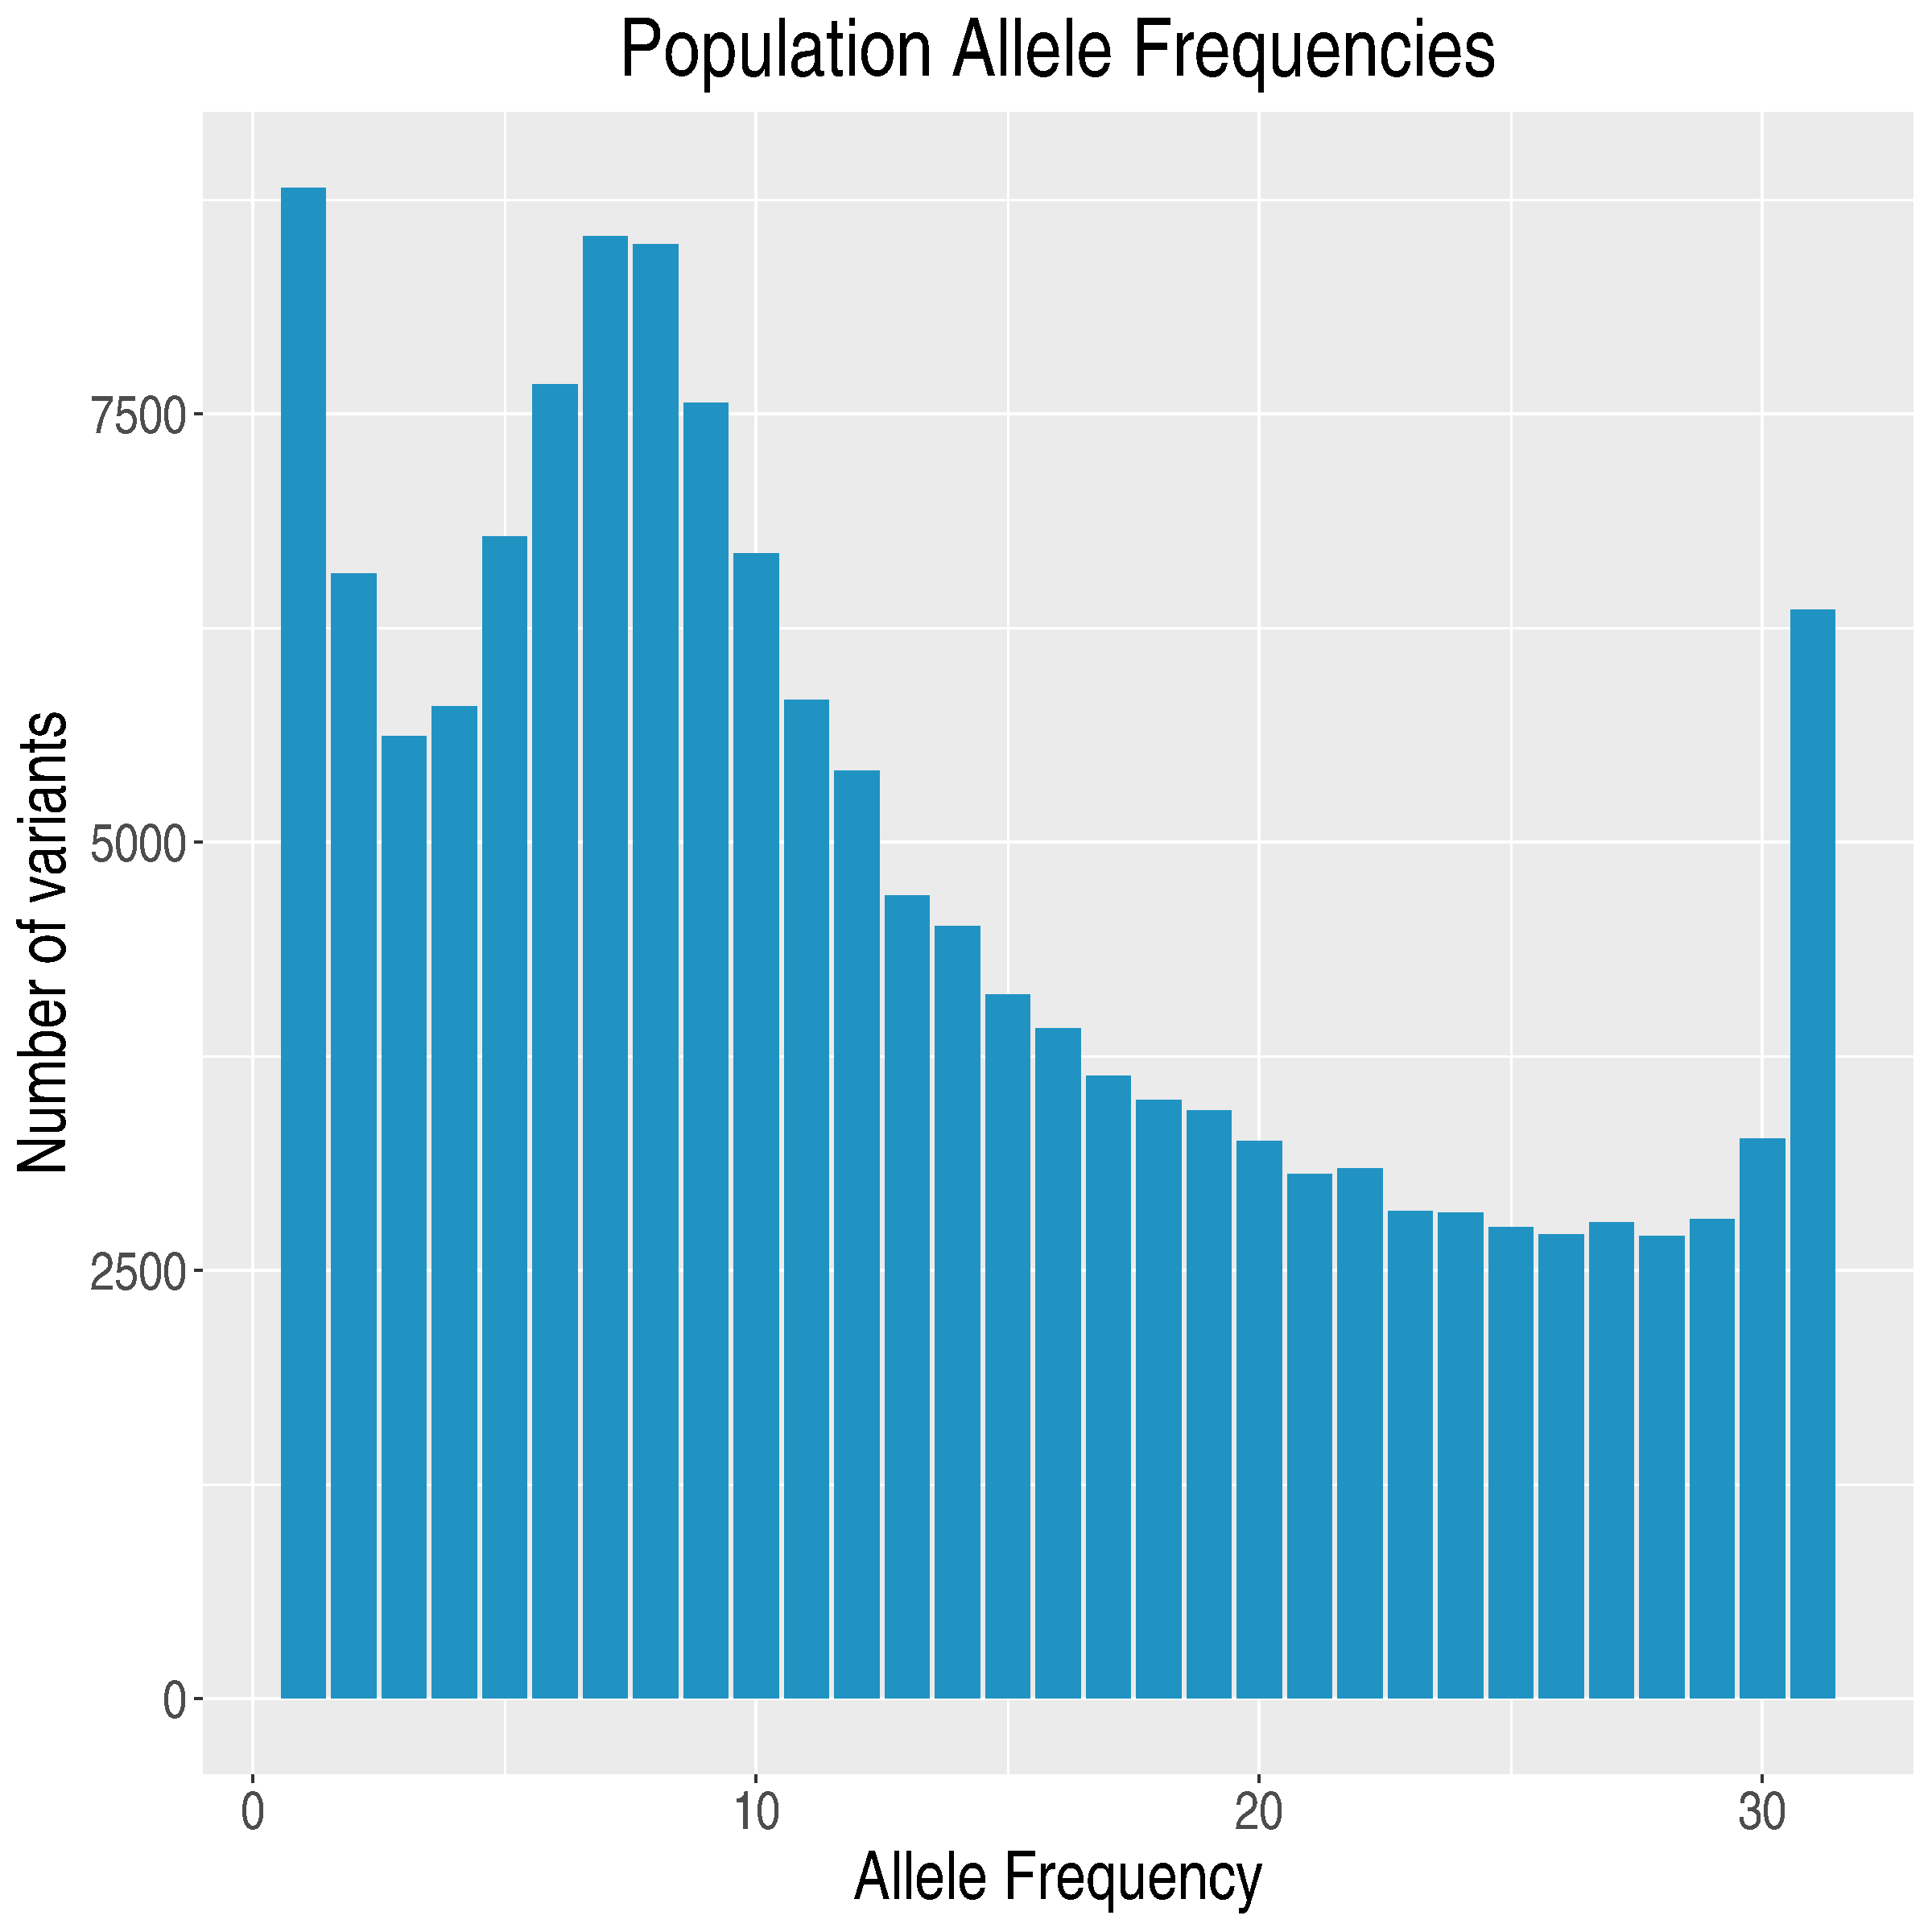 Population Allele Frequencies
Number of variants
7500
5000
2500
0
0 10 20 30
Allele Frequency